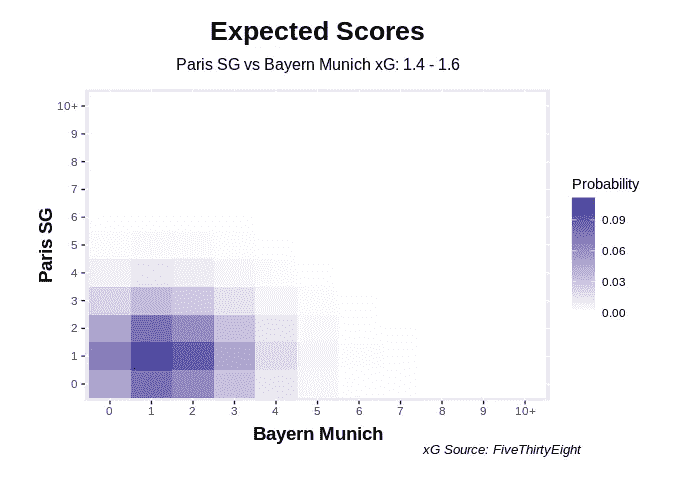 Expected Scores
Paris SG vs Bayern Munich xG: 1.4 - 1.6
10+
9
8
7
6
5
4
3
2
1
0
Paris SG
0 1 2 3 4 5 6 7 8 9 10+
Bayern Munich
Probability
0.09
0.06
0.03
0.00
xG Source: FiveThirtyEight